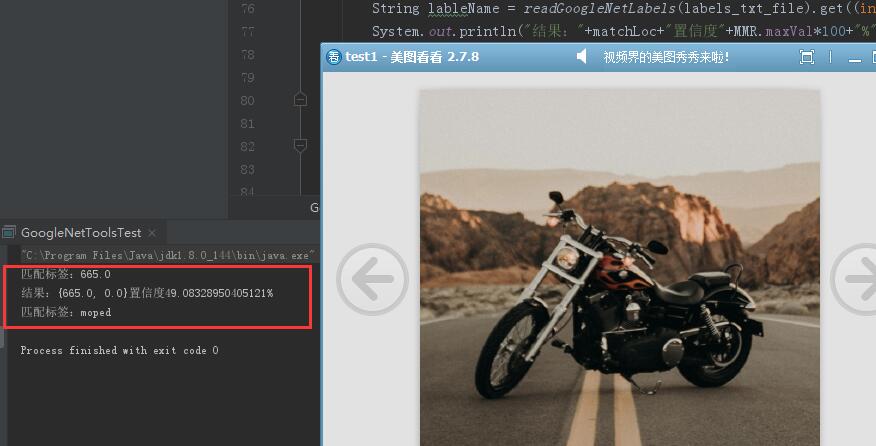 76
String lableName = readGoogleNetLabels(labels_txt_file).get((in
77
System.out.println("结果："+matchLoc+"置信度"+MMR.maxVal*100+"%"
78
79
80
81
82
83
84
test1 - 美图看看 2.7.8
视频界的美图秀秀来啦!
G
GoogleNetToolsTest
"C:\Program Files\Java\jdk1.8.0_144\bin\java.exe"
匹配标签：665.0
结果：{665.0, 0.0}置信度49.08328950405121%
匹配标签：moped
Process finished with exit code 0